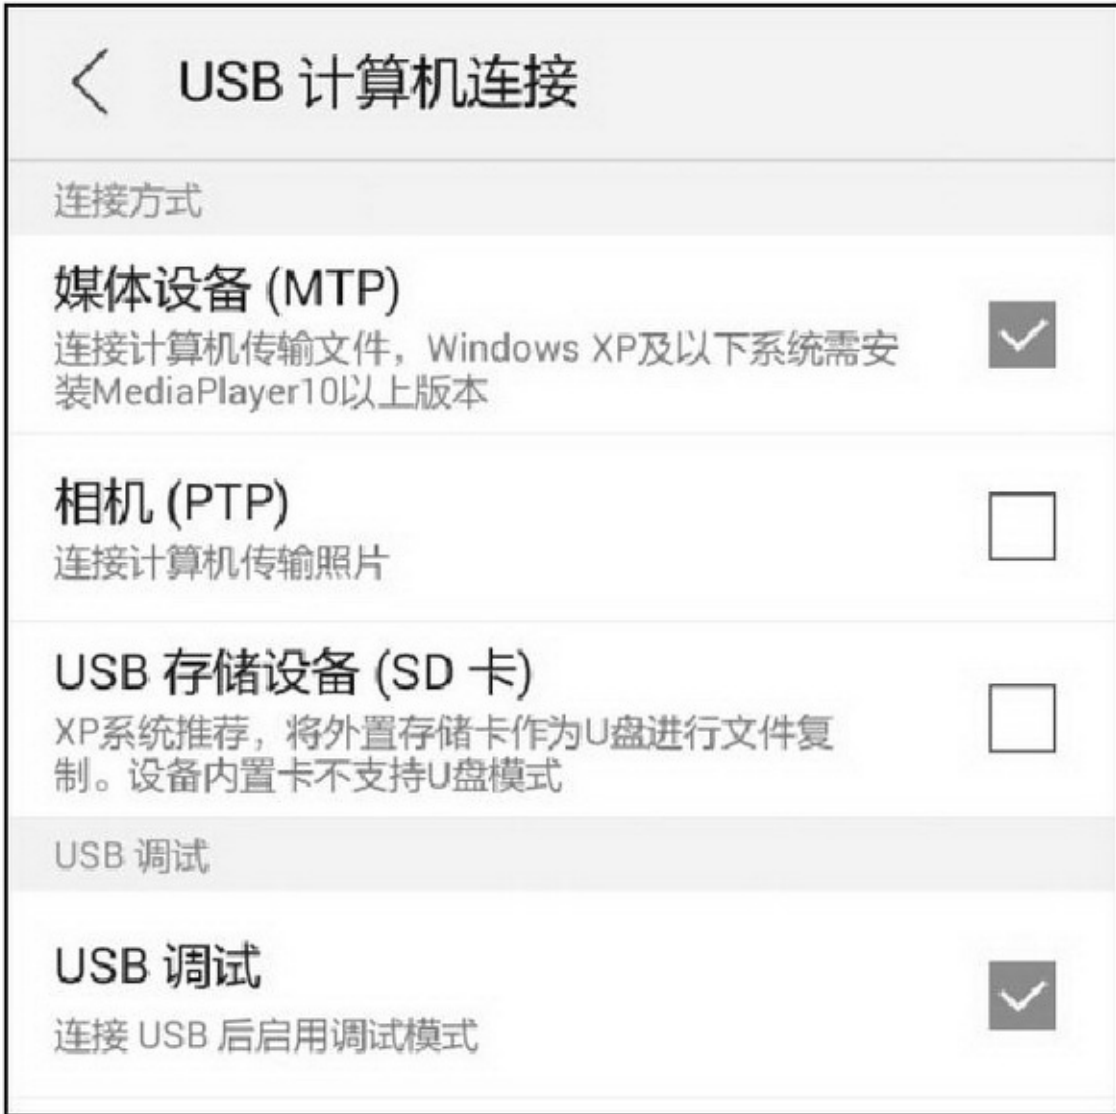 USB 计算机连接
连接方式
媒体设备 (MTP)
连接计算机传输文件，Windows XP及以下系统需安
装MediaPlayer10以上版本
相机 (PTP)
连接计算机传输照片
USB 存储设备 (SD 卡)
XP系统推荐，将外置存储卡作为U盘进行文件复
制。设备内置卡不支持U盘模式
USB 调试
USB 调试
连接 USB 后启用调试模式